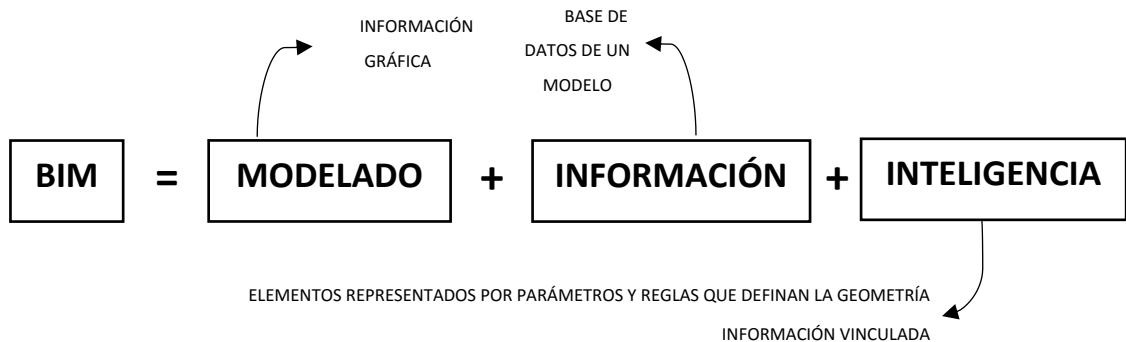 INFORMACIÓN
GRÁFICA
BASE DE
DATOS DE UN
MODELO
BIM = MODELADO + INFORMACIÓN + INTELIGENCIA
ELEMENTOS REPRESENTADOS POR PARÁMETROS Y REGLAS QUE DEFINAN LA GEOMETRÍA
INFORMACIÓN VINCULADA